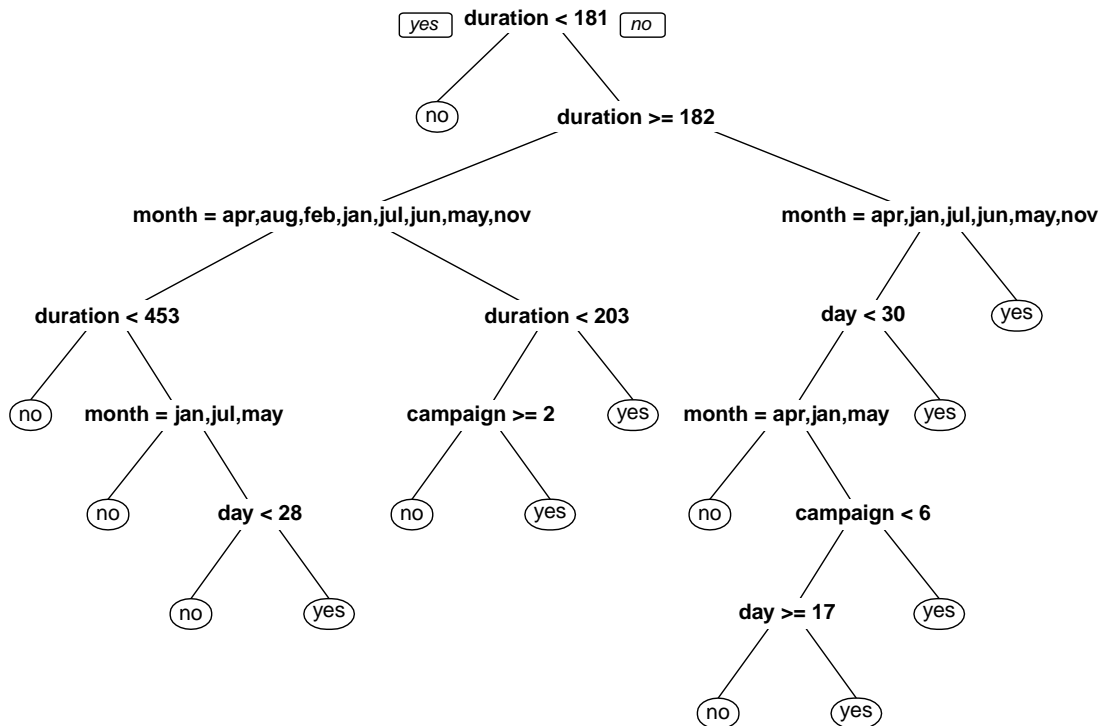 yes duration < 181 no
no
duration >= 182
month = apr,aug,feb,jan,jul,jun,may,nov
month = apr,jan,jul,jun,may,nov
duration < 453
duration < 203
day < 30
yes
no
month = jan,jul,may
campaign >= 2
yes
month = apr,jan,may
yes
no
day < 28
no
yes
no
campaign < 6
no
yes
day >= 17
yes
no
yes